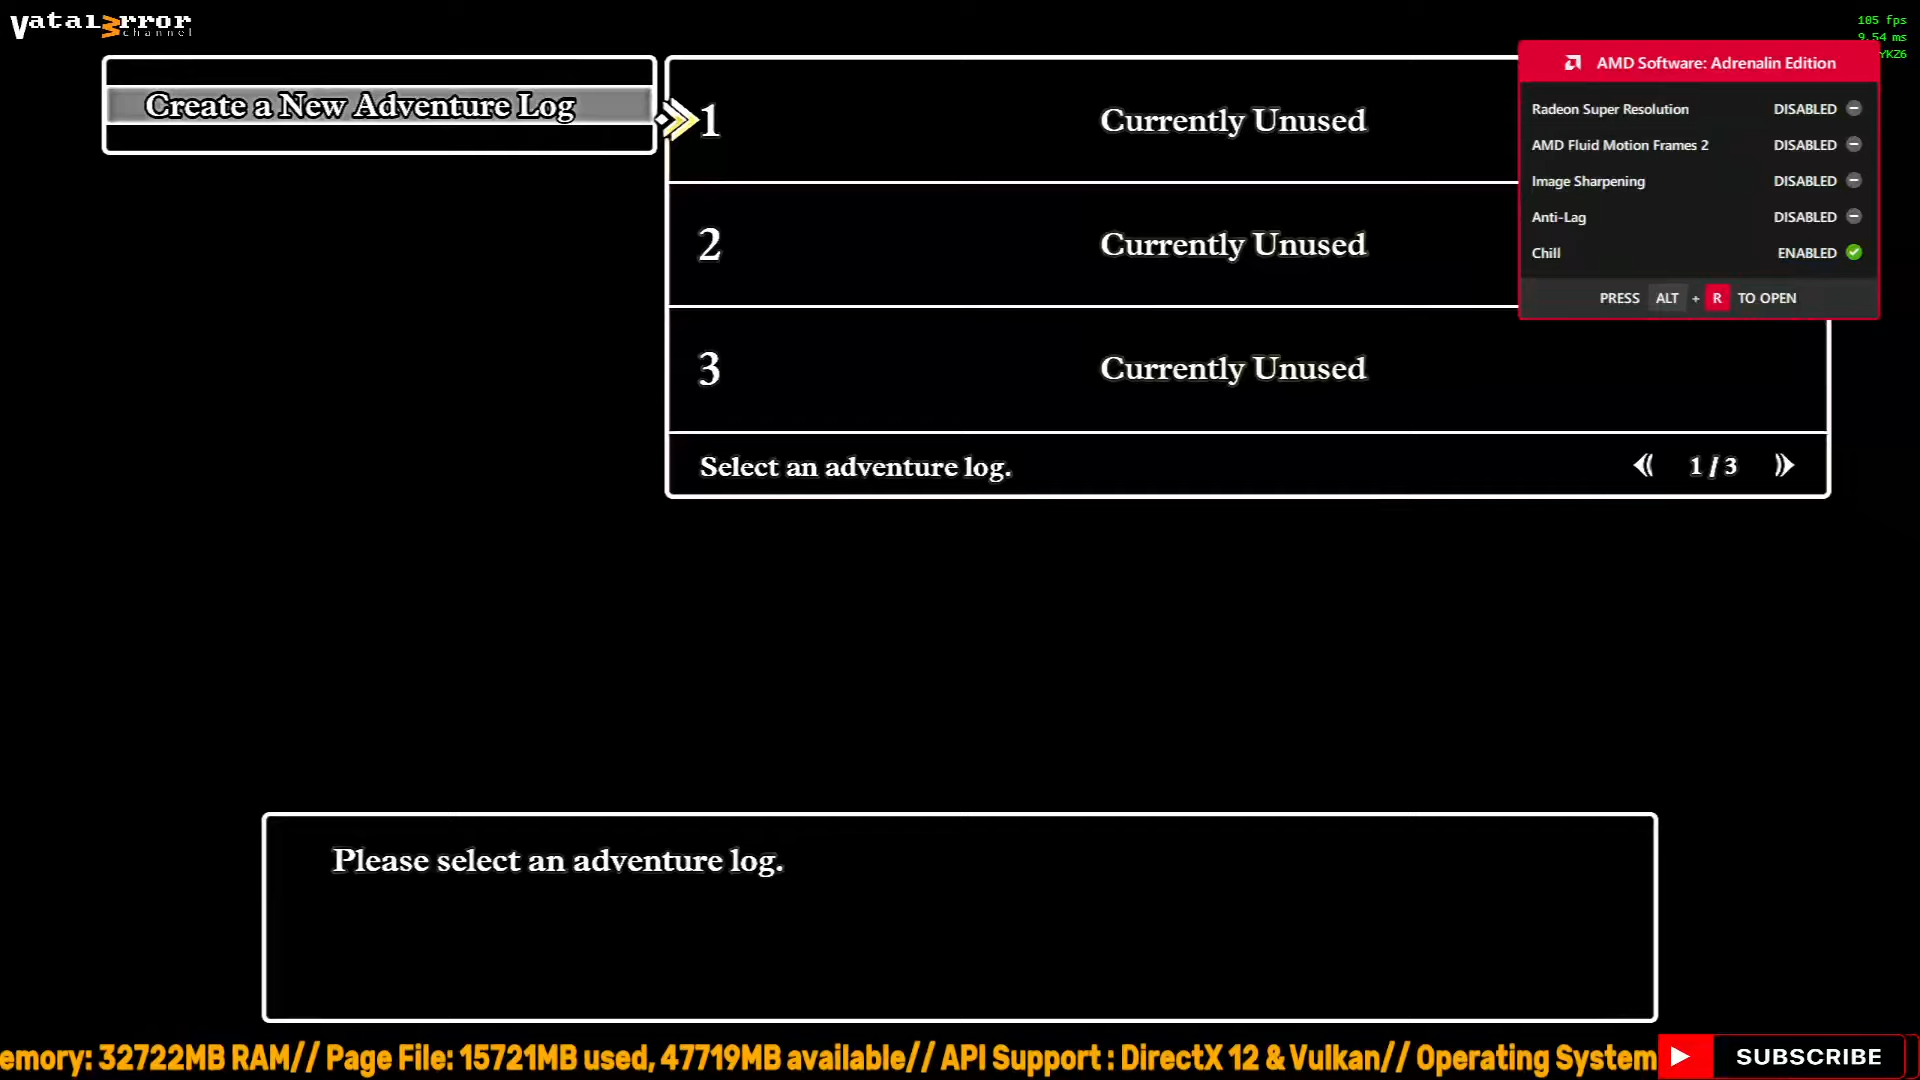 Vatal3rror
channel
105 fps
9.54 ms
YKZ6
AMD Software: Adrenalin Edition
Radeon Super Resolution DISABLED
AMD Fluid Motion Frames 2 DISABLED
Image Sharpening DISABLED
Anti-Lag DISABLED
Chill ENABLED
PRESS ALT + R TO OPEN
Create a New Adventure Log
1 Currently Unused
2 Currently Unused
3 Currently Unused
Select an adventure log. 1 / 3
Please select an adventure log.
emory: 32722MB RAM// Page File: 15721MB used, 47719MB available// API Support : DirectX 12 & Vulkan// Operating System
SUBSCRIBE